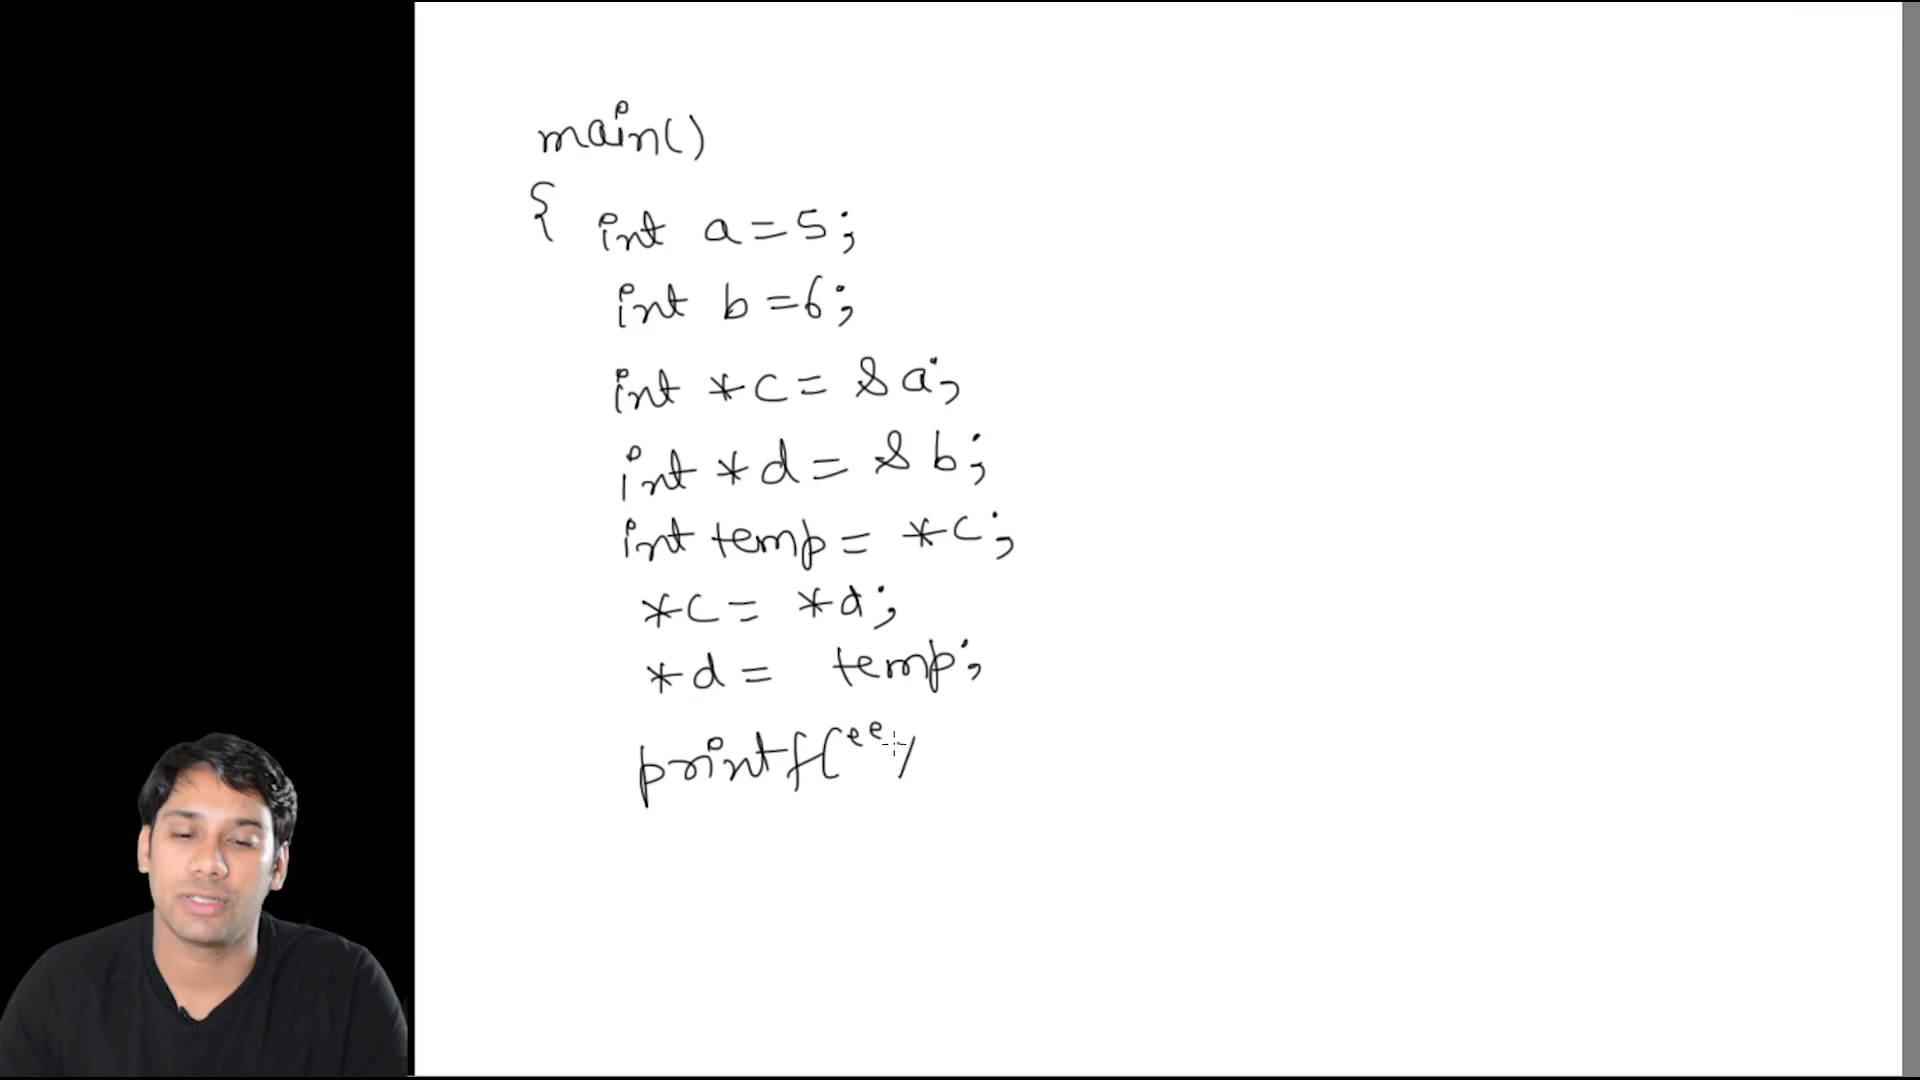 main()
{ int a=5;
int b=6;
int *c= &a;
int *d= &b;
int temp= *c;
*c= *d;
*d= temp;
printf("